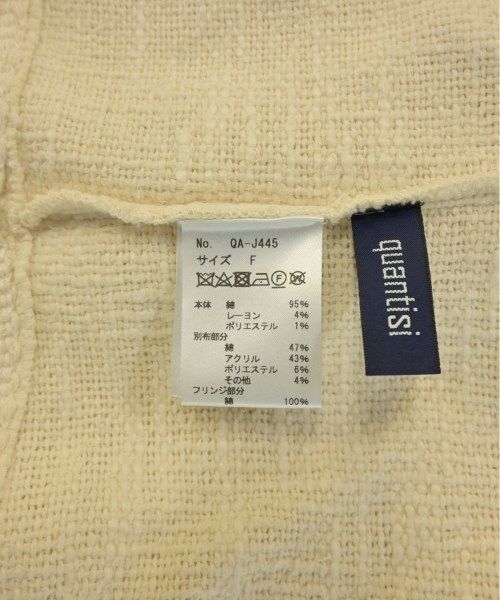 No. QA-J445
サイズ F
本体 綿 95%
レーヨン 4%
ポリエステル 1%
別布部分
綿 47%
アクリル 43%
ポリエステル 6%
その他 4%
フリンジ部分
綿 100%
quantisi